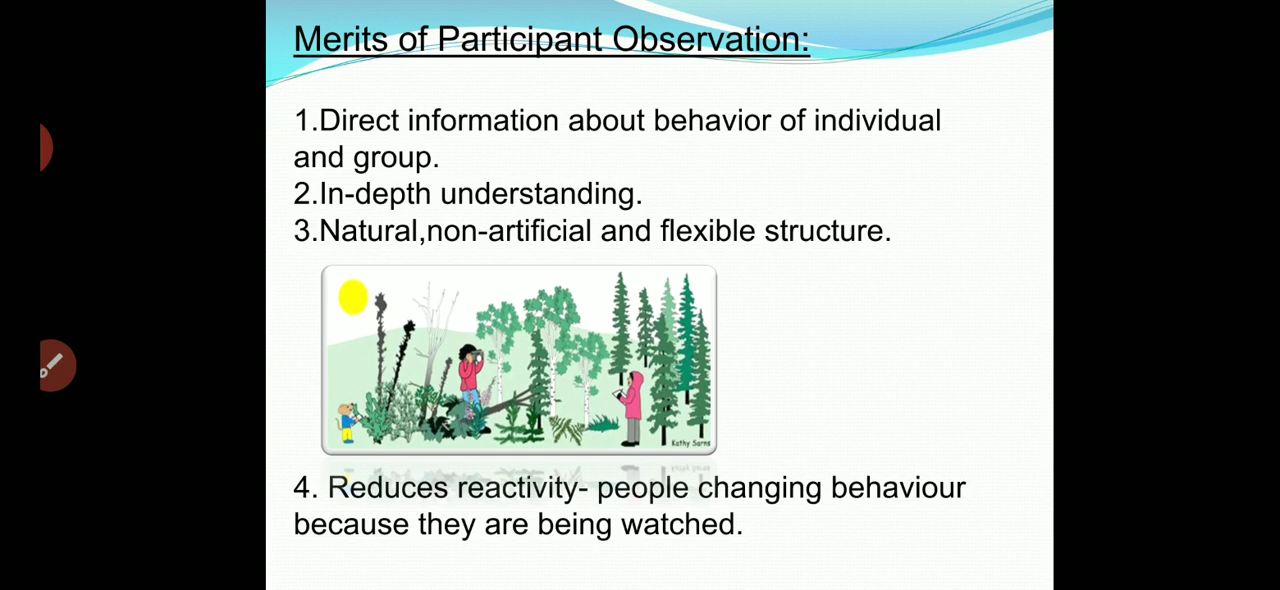 Merits of Participant Observation:
1.Direct information about behavior of individual
and group.
2.In-depth understanding.
3.Natural,non-artificial and flexible structure.
Kathy Sarns
4. Reduces reactivity- people changing behaviour
because they are being watched.